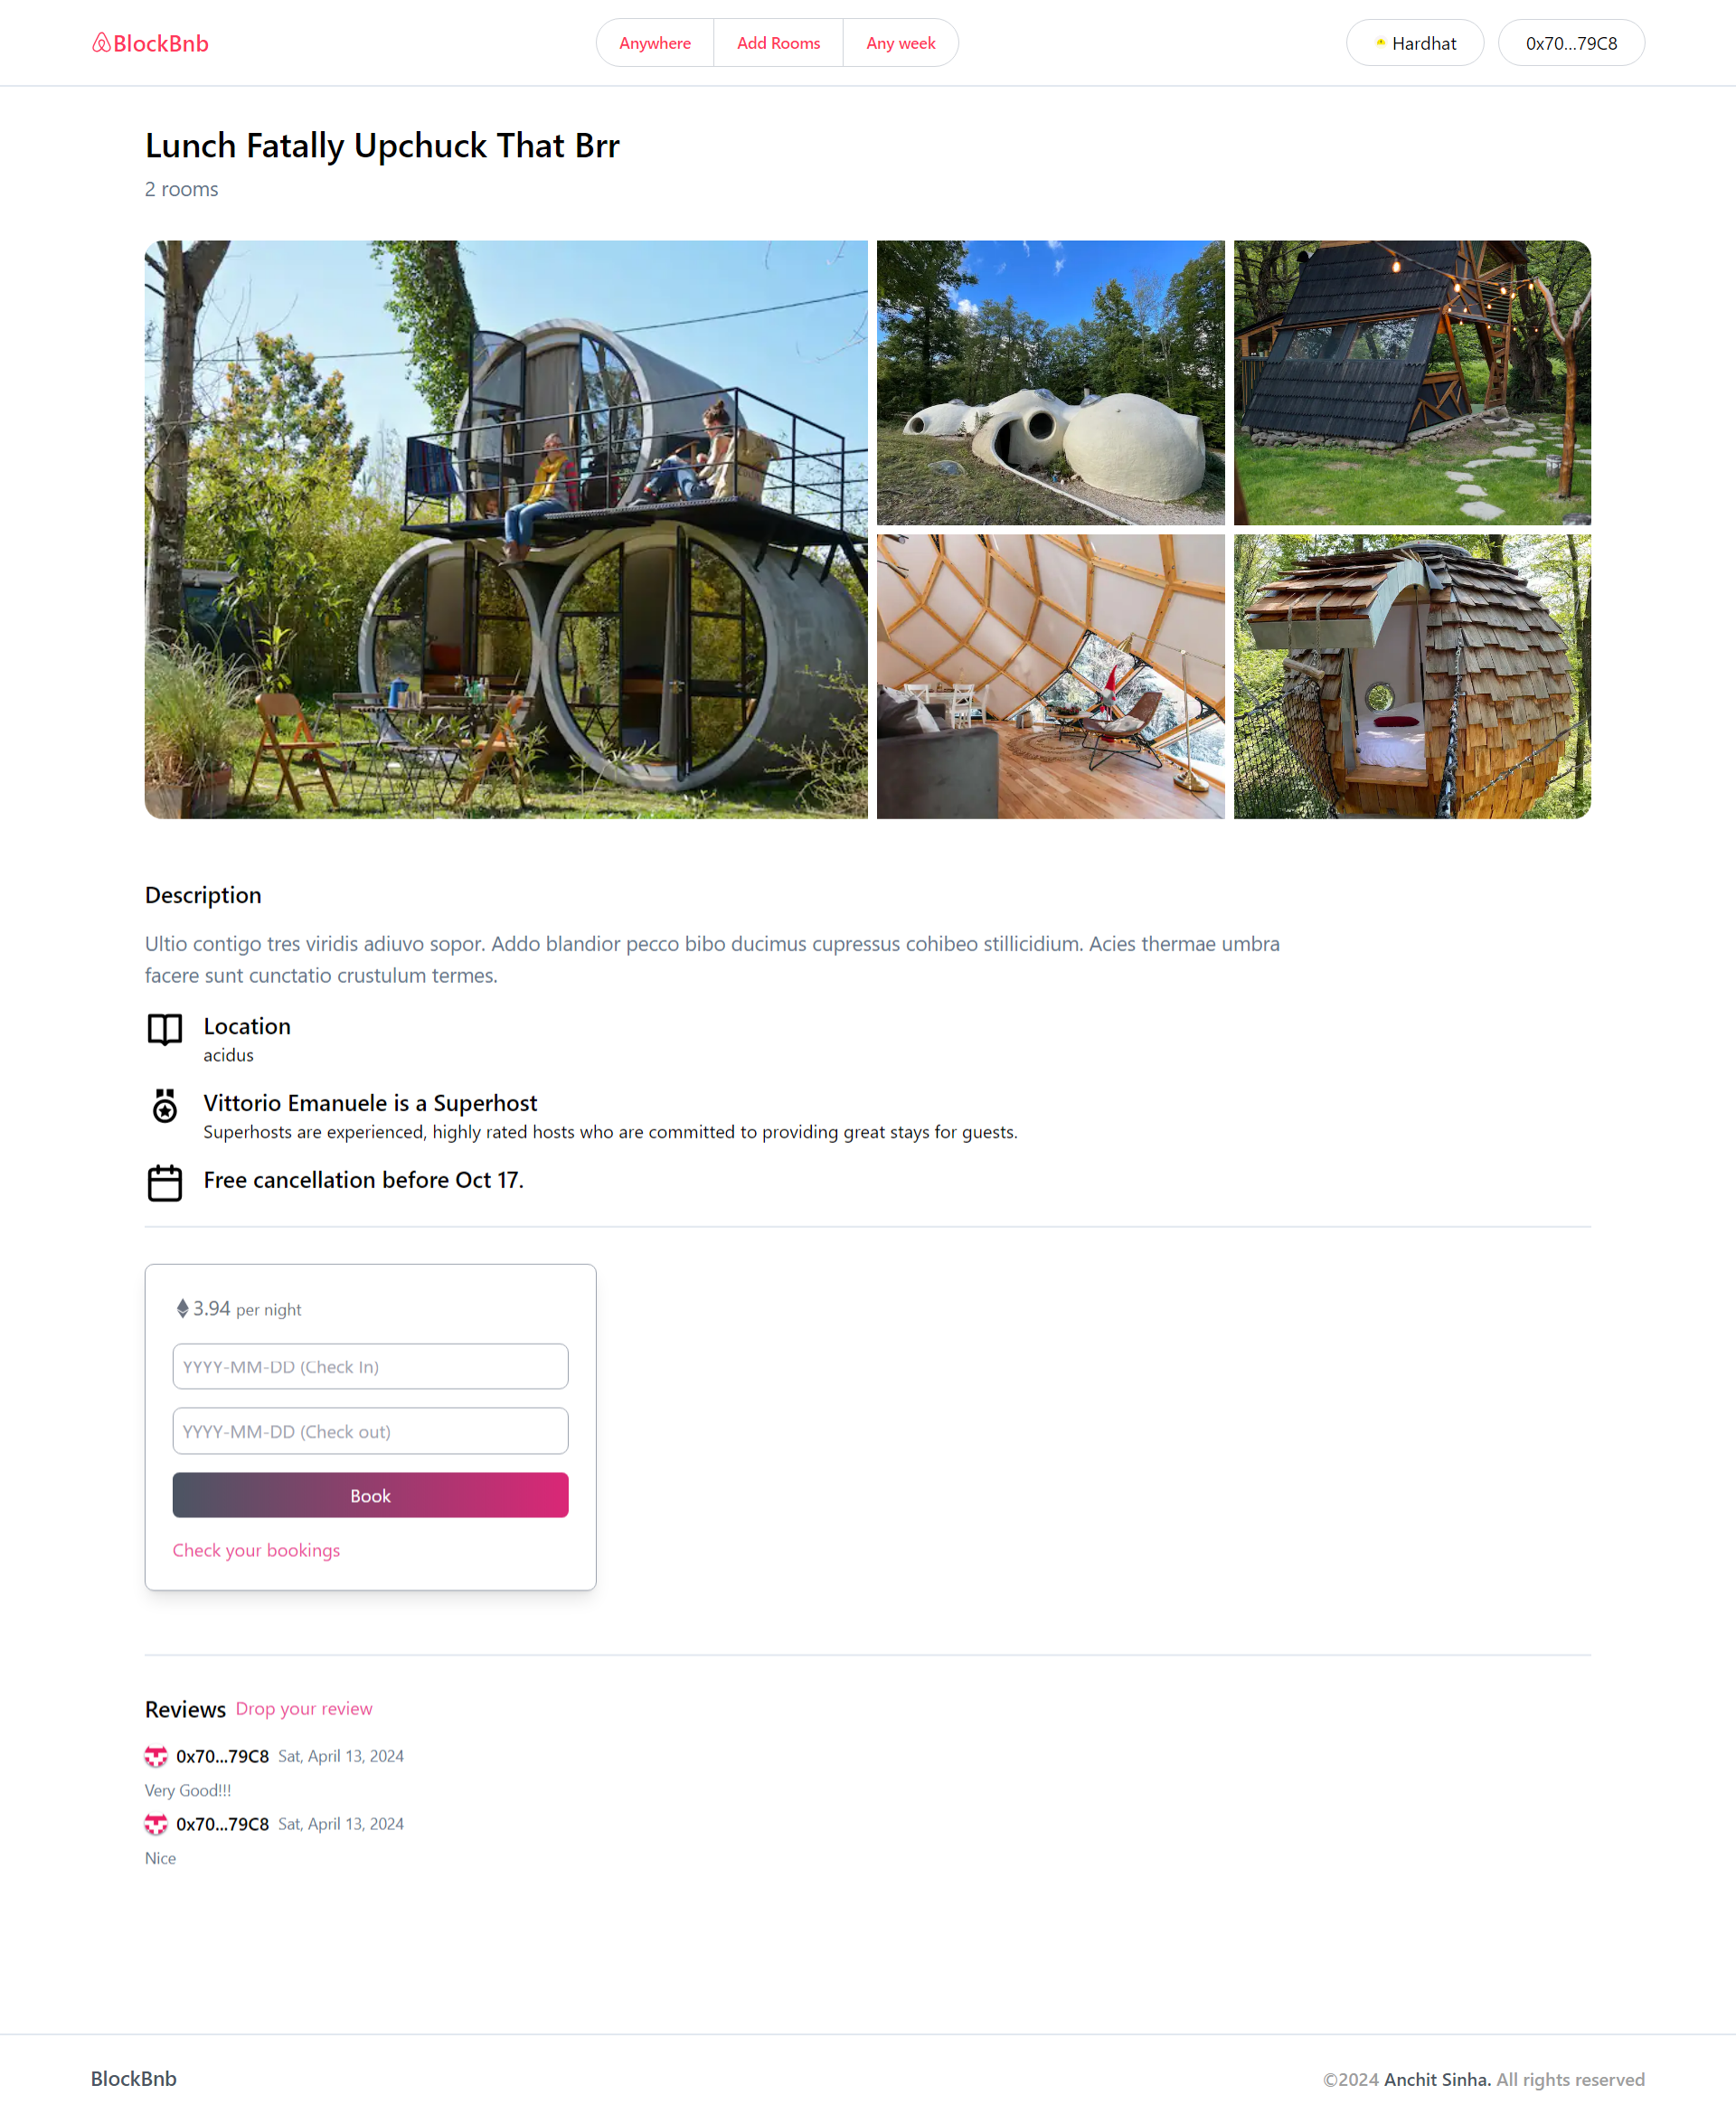 BlockBnb
Anywhere
Add Rooms
Any week
Hardhat
0x70...79C8
Lunch Fatally Upchuck That Brr
2 rooms
Description
Ultio contigo tres viridis adiuvo sopor. Addo blandior pecco bibo ducimus cupressus cohibeo stillicidium. Acies thermae umbra
facere sunt cunctatio crustulum termes.
Location
acidus
Vittorio Emanuele is a Superhost
Superhosts are experienced, highly rated hosts who are committed to providing great stays for guests.
Free cancellation before Oct 17.
3.94 per night
YYYY-MM-DD (Check In)
YYYY-MM-DD (Check out)
Book
Check your bookings
Reviews Drop your review
0x70...79C8 Sat, April 13, 2024
Very Good!!!
0x70...79C8 Sat, April 13, 2024
Nice
BlockBnb
©2024 Anchit Sinha. All rights reserved